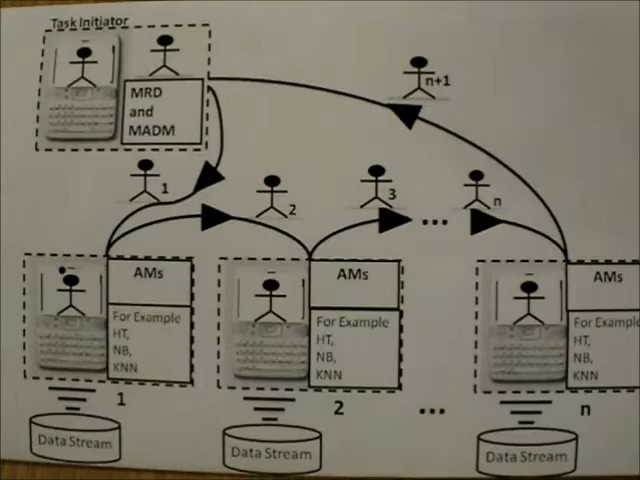 Task Initiator
MRD
and
MADM
n+1
1
2
3
...
n
AMs
For Example
HT,
NB,
KNN
AMs
For Example
HT,
NB,
KNN
AMs
For Example
HT,
NB,
KNN
1
2
...
n
Data Stream
Data Stream
Data Stream